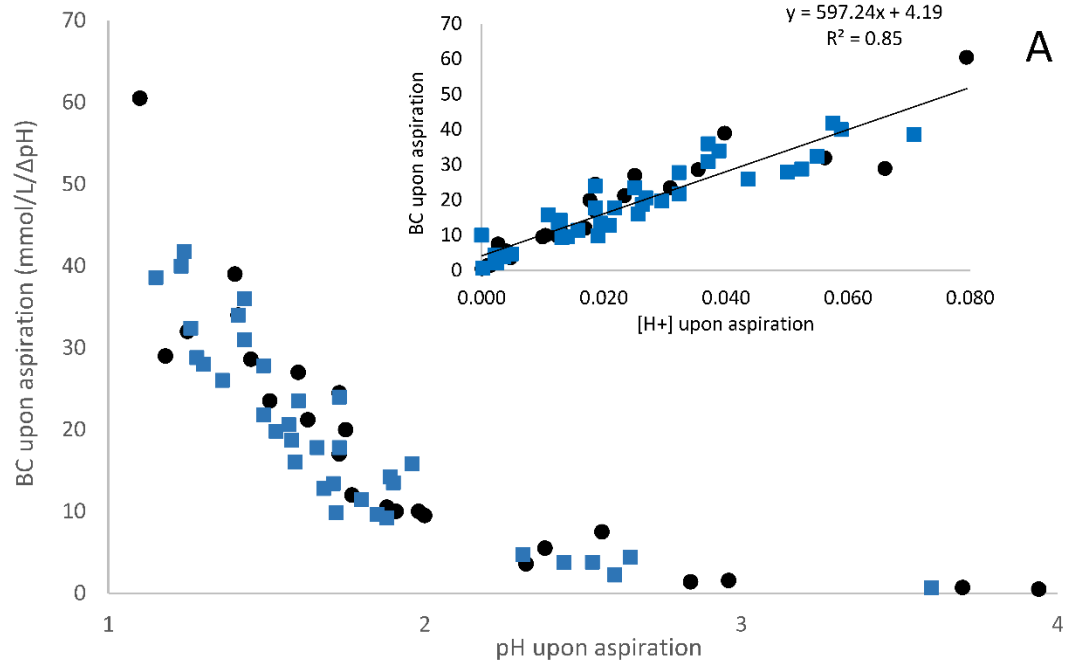 y = 597.24x + 4.19
R² = 0.85
A
BC upon aspiration
70
60
50
40
30
20
10
0
0.000 0.020 0.040 0.060 0.080
[H+] upon aspiration
BC upon aspiration (mmol/L/ΔpH)
70
60
50
40
30
20
10
0
1 2 3 4
pH upon aspiration